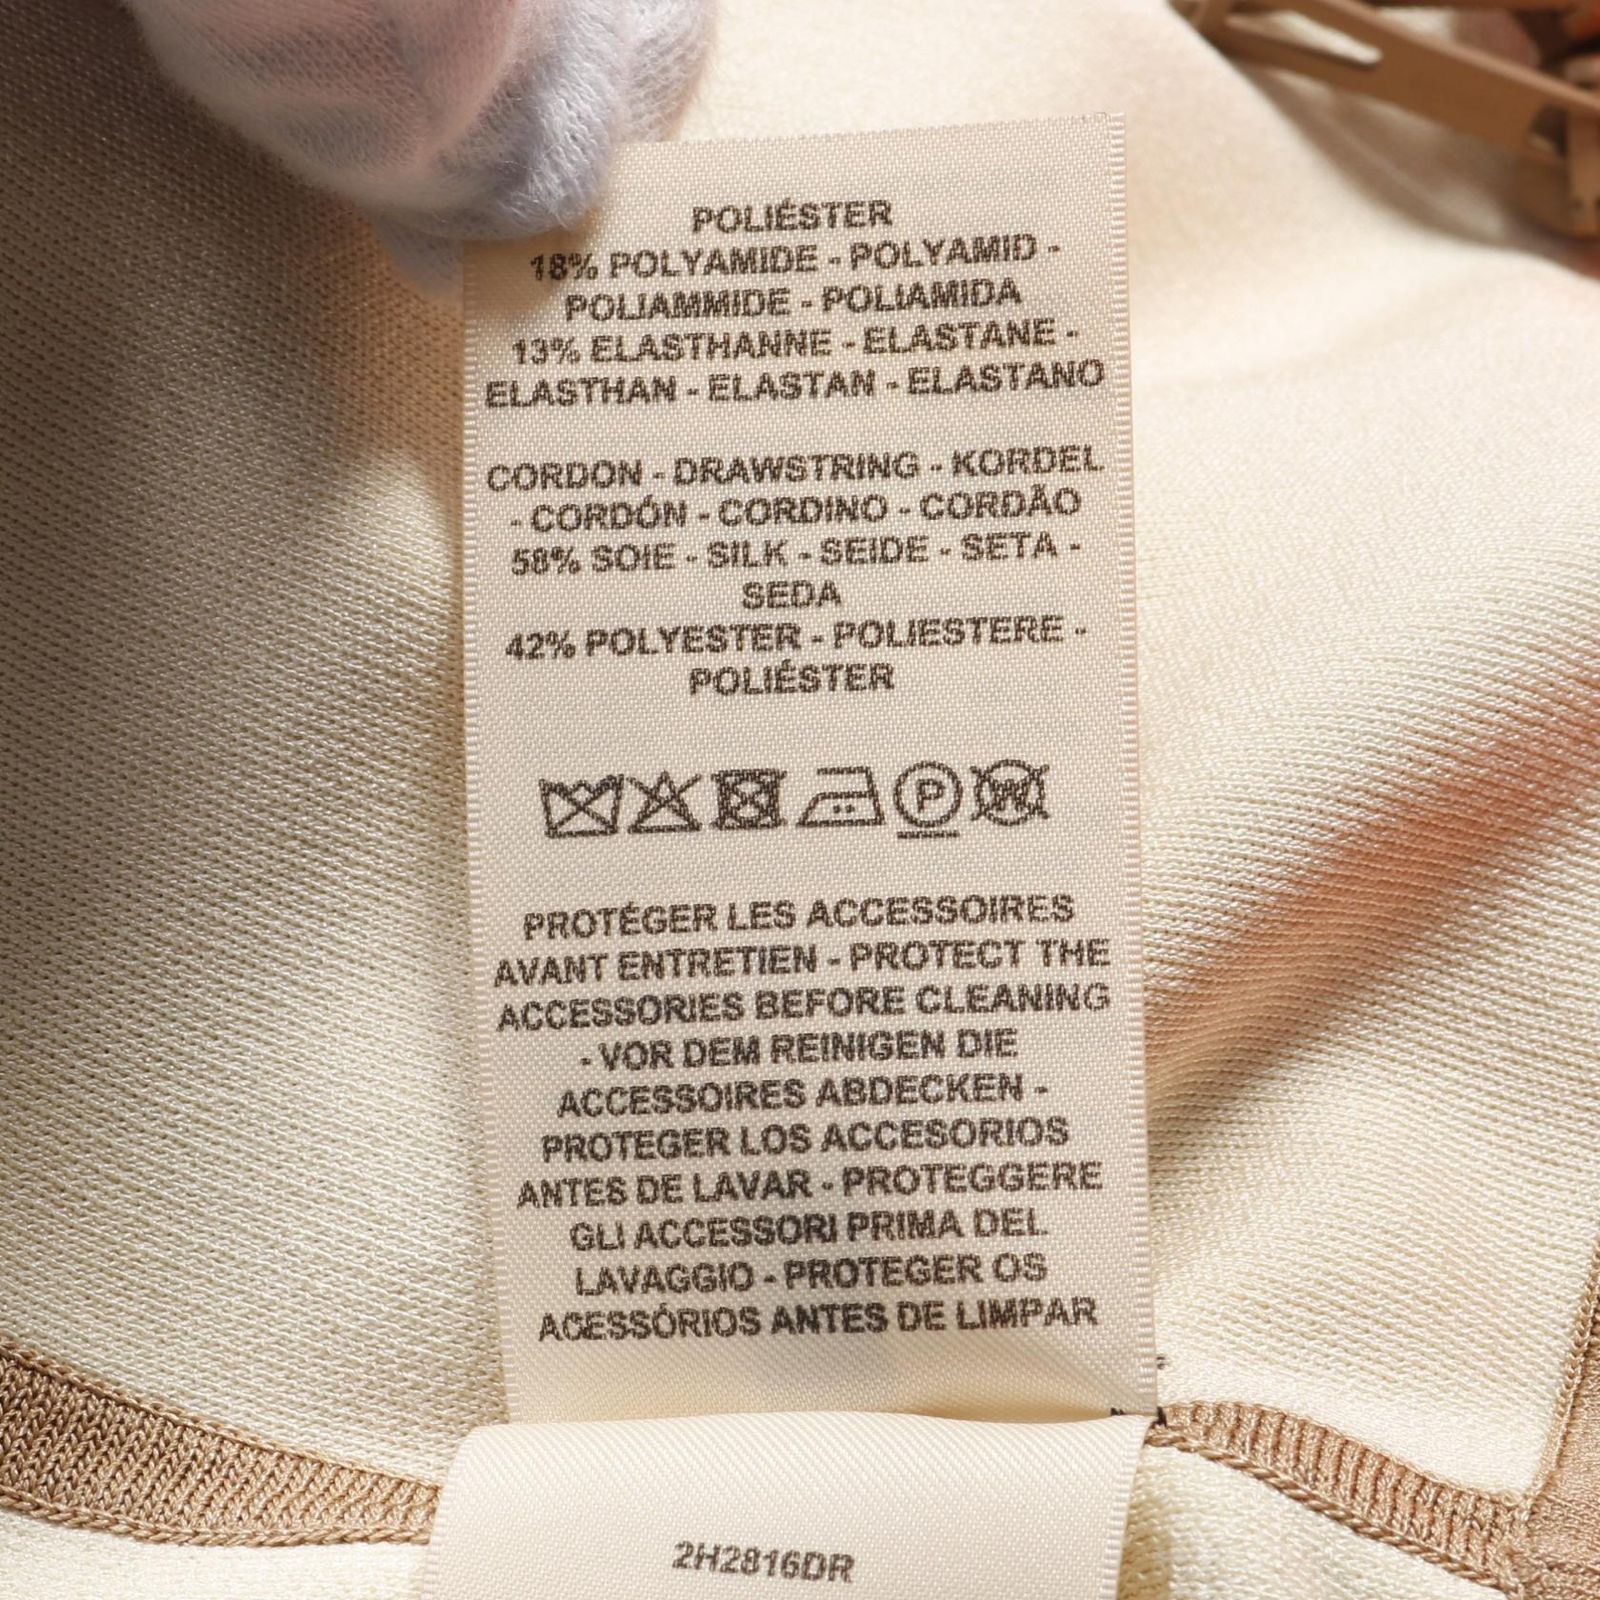 POLIÉSTER
18% POLYAMIDE - POLYAMID -
POLIAMMIDE - POLIAMIDA
13% ELASTHANNE - ELASTANE -
ELASTHAN - ELASTAN - ELASTANO
CORDON - DRAWSTRING - KORDEL
- CORDÓN - CORDINO - CORDÃO
58% SOIE - SILK - SEIDE - SETA -
SEDA
42% POLYESTER - POLIESTERE -
POLIÉSTER
P W
PROTÉGER LES ACCESSOIRES
AVANT ENTRETIEN - PROTECT THE
ACCESSORIES BEFORE CLEANING
- VOR DEM REINIGEN DIE
ACCESSOIRES ABDECKEN -
PROTEGER LOS ACCESORIOS
ANTES DE LAVAR - PROTEGGERE
GLI ACCESSORI PRIMA DEL
LAVAGGIO - PROTEGER OS
ACESSÓRIOS ANTES DE LIMPAR
2H2816DR